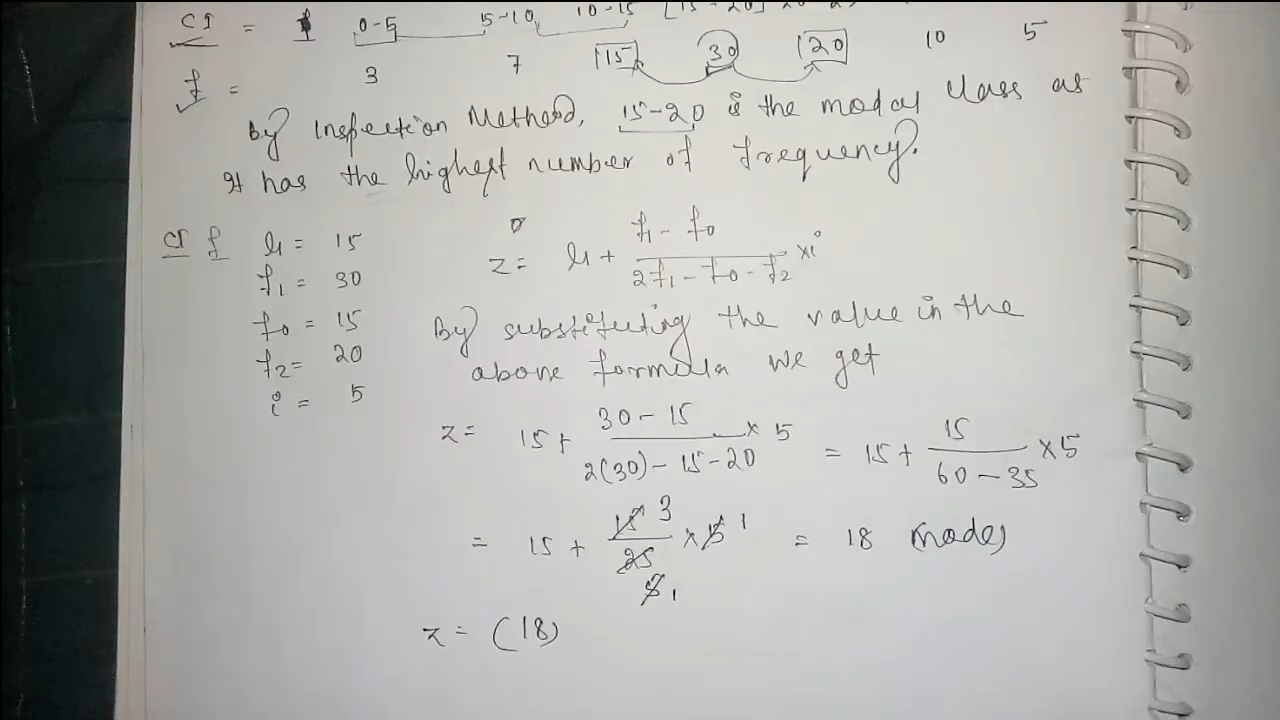 CI = 0-5 5-10 10-15 [15-20]
f = 3 7 15 30 20 10 5
By Inspection Method, 15-20 is the modal class as
It has the highest number of frequency.
CI f l1 = 15
f1 = 30
f0 = 15
f2 = 20
i = 5
z = l1 + f1 - f0 / 2f1 - f0 - f2 × i
By substituting the value in the
above formula we get
z = 15 + 30 - 15 / 2(30) - 15 - 20 × 5 = 15 + 15 / 60 - 35 × 5
= 15 + 15 3 / 25 5 1 × 5 1 = 18 modes
z = (18)